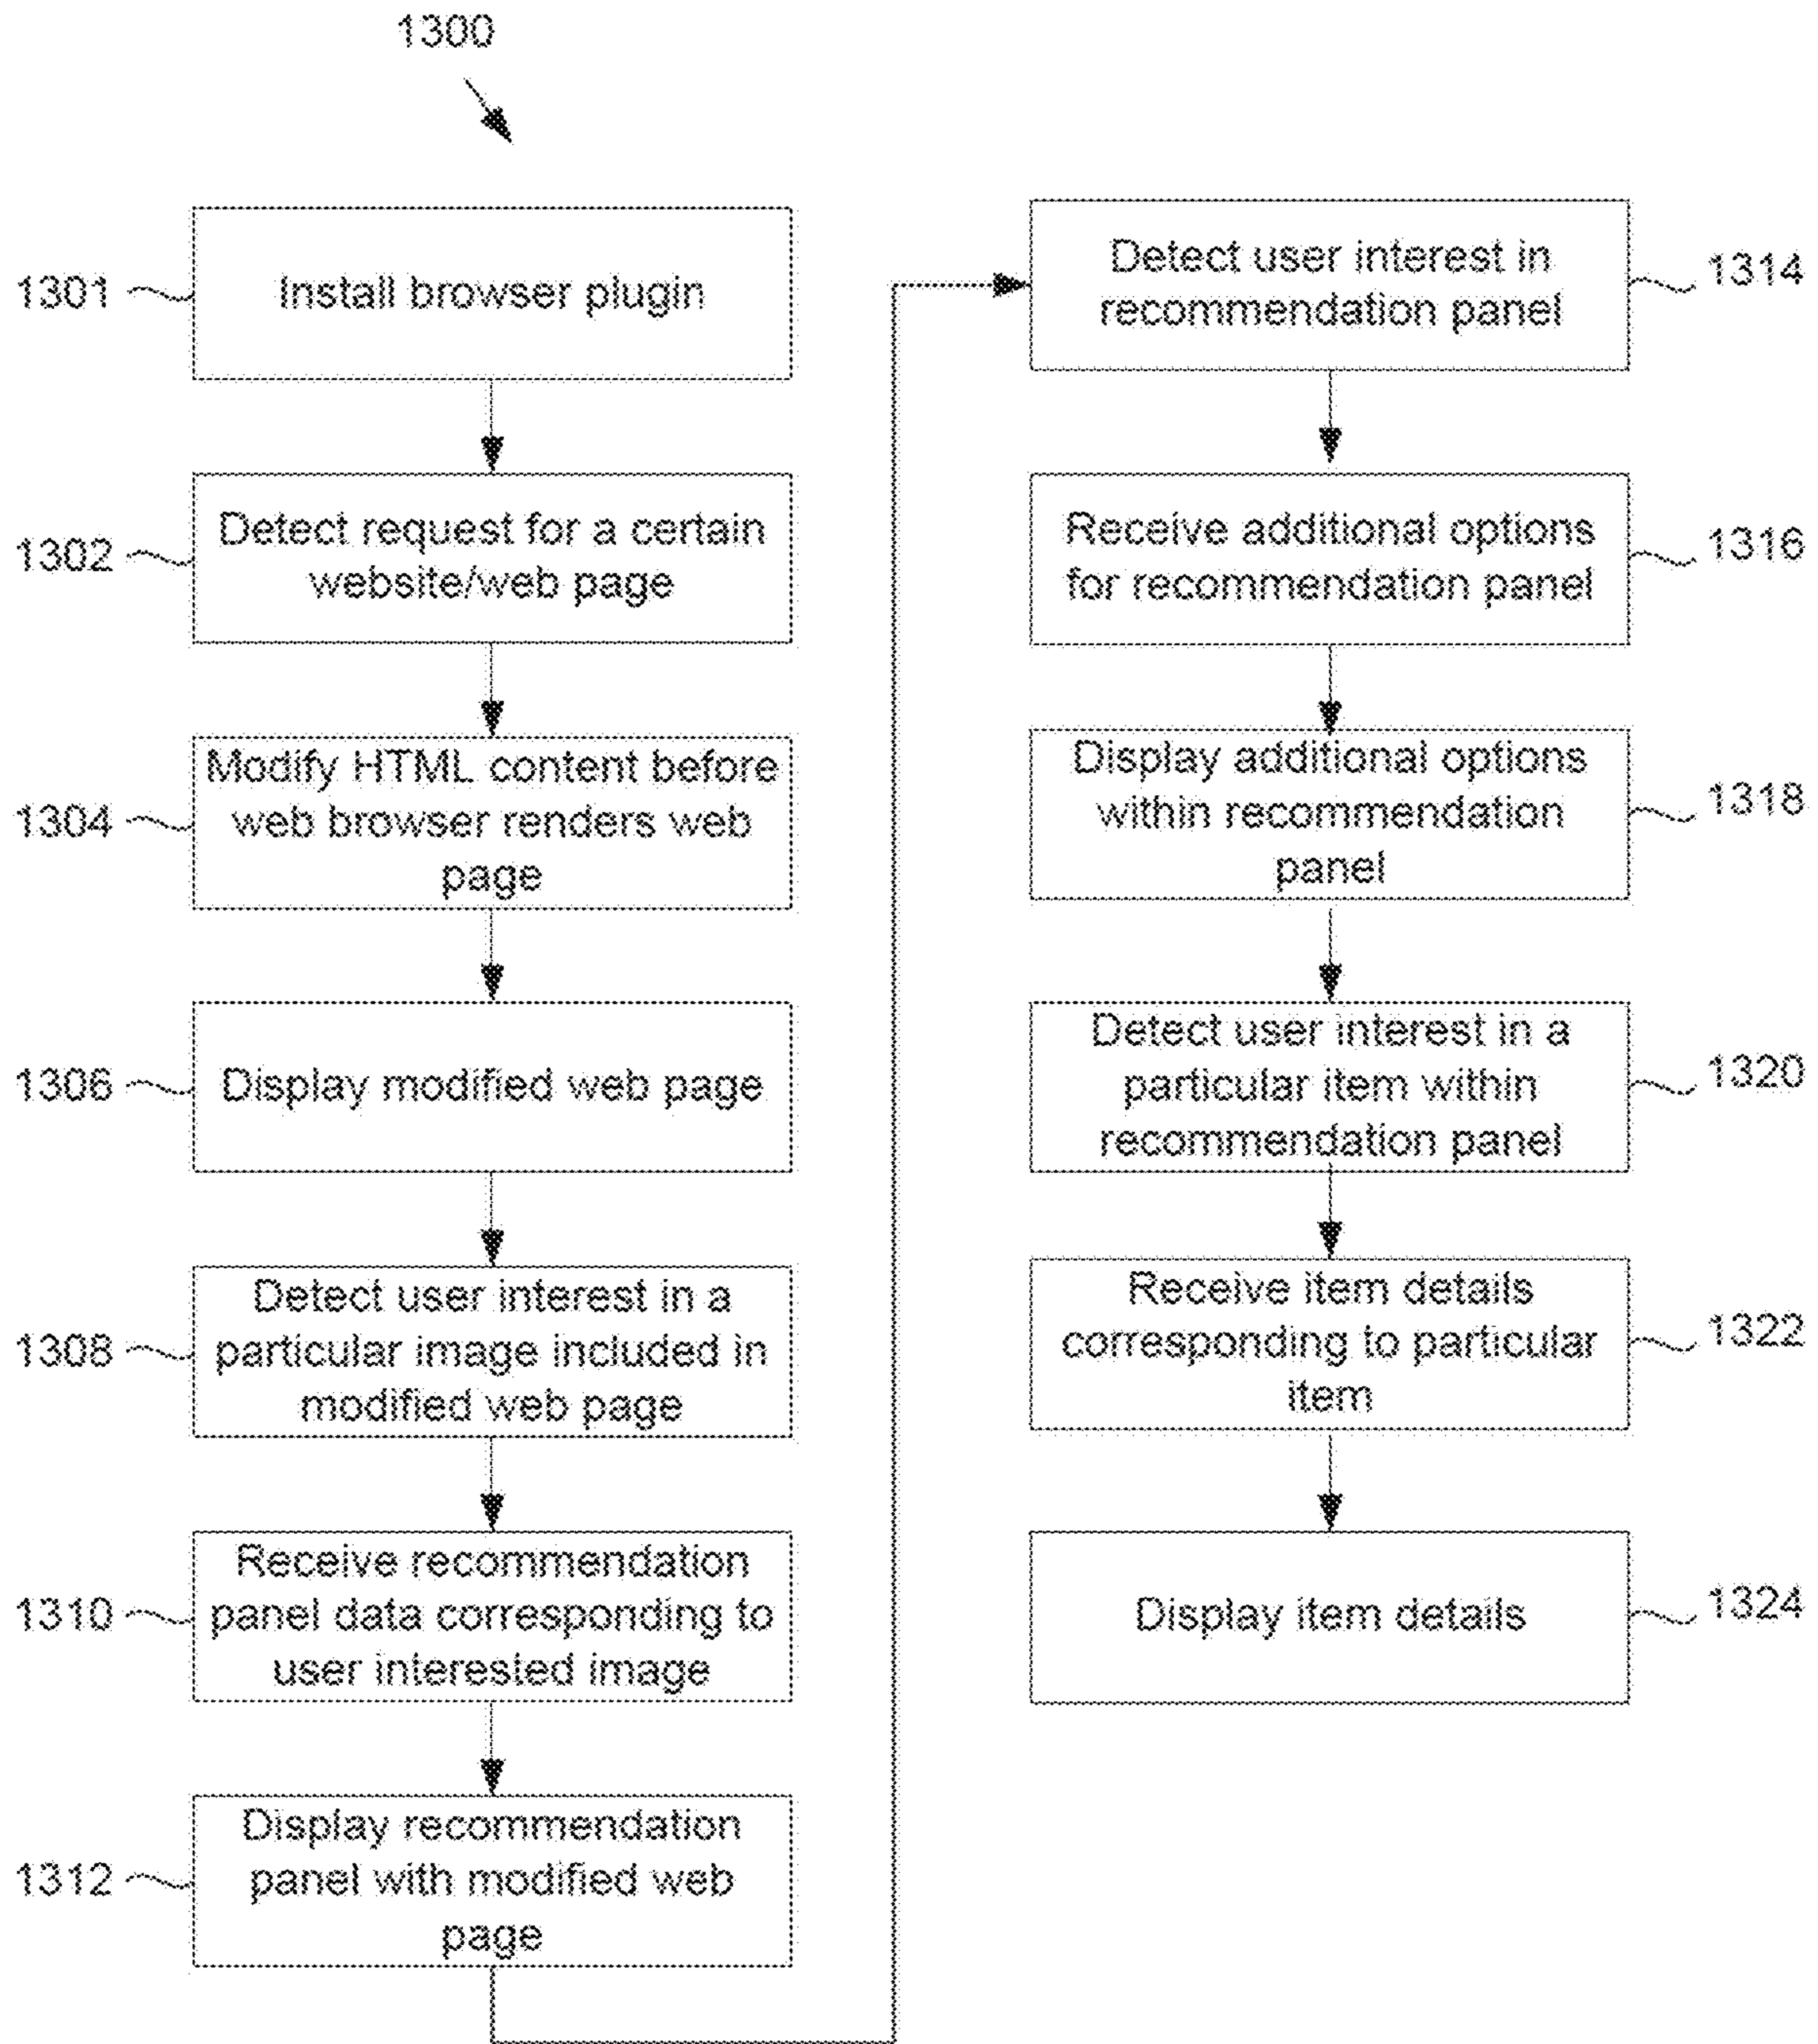 1300
1301
Install browser plugin
1302
Detect request for a certain
website/web page
1304
Modify HTML content before
web browser renders web
page
1306
Display modified web page
1308
Detect user interest in a
particular image included in
modified web page
1310
Receive recommendation
panel data corresponding to
user interested image
1312
Display recommendation
panel with modified web
page
Detect user interest in
recommendation panel
1314
Receive additional options
for recommendation panel
1316
Display additional options
within recommendation
panel
1318
Detect user interest in a
particular item within
recommendation panel
1320
Receive item details
corresponding to particular
item
1322
Display item details
1324